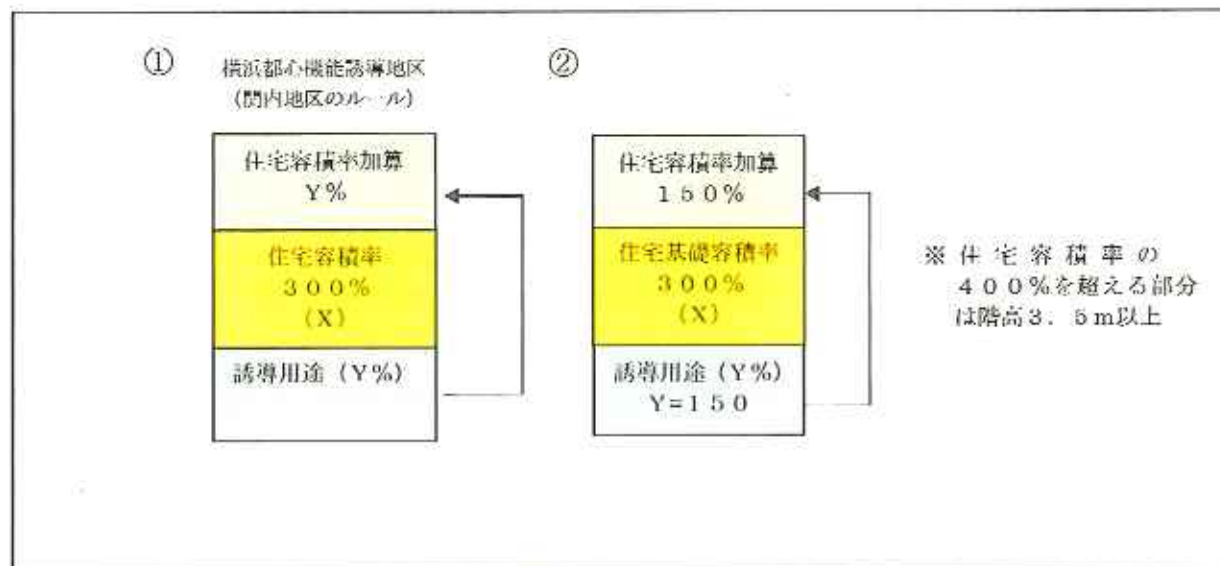 ①
横浜都心機能誘導地区
(関内地区のルール)
住宅容積率加算
Y%
住宅容積率
300%
(X)
誘導用途(Y%)
②
住宅容積率加算
150%
住宅基礎容積率
300%
(X)
誘導用途(Y%)
Y=150
※住宅容積率の
400%を超える部分
は階高3.5m以上